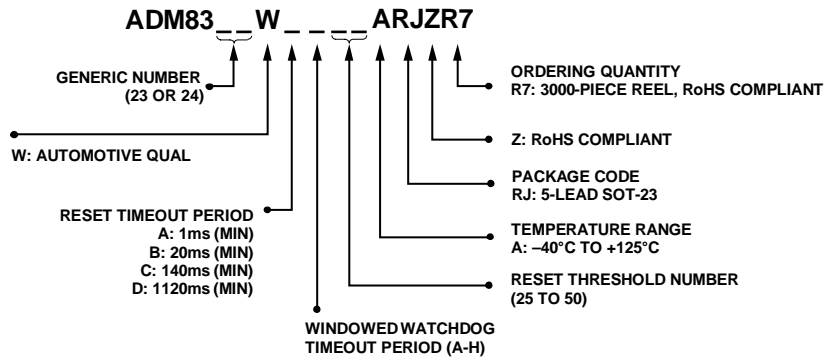 ADM83_ _ W _ _ _ _ ARJZR7
GENERIC NUMBER
(23 OR 24)
W: AUTOMOTIVE QUAL
RESET TIMEOUT PERIOD
A: 1ms (MIN)
B: 20ms (MIN)
C: 140ms (MIN)
D: 1120ms (MIN)
WINDOWED WATCHDOG
TIMEOUT PERIOD (A-H)
ORDERING QUANTITY
R7: 3000-PIECE REEL, RoHS COMPLIANT
Z: RoHS COMPLIANT
PACKAGE CODE
RJ: 5-LEAD SOT-23
TEMPERATURE RANGE
A: –40°C TO +125°C
RESET THRESHOLD NUMBER
(25 TO 50)